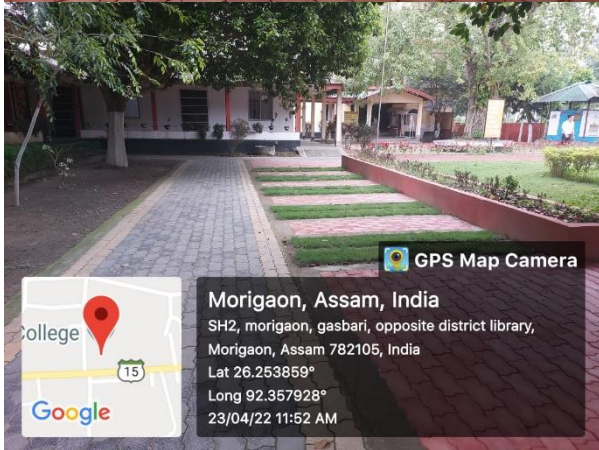 GPS Map Camera
Morigaon, Assam, India
SH2, morigaon, gasbari, opposite district library,
Morigaon, Assam 782105, India
Lat 26.253859°
Long 92.357928°
23/04/22 11:52 AM
College
15
Google